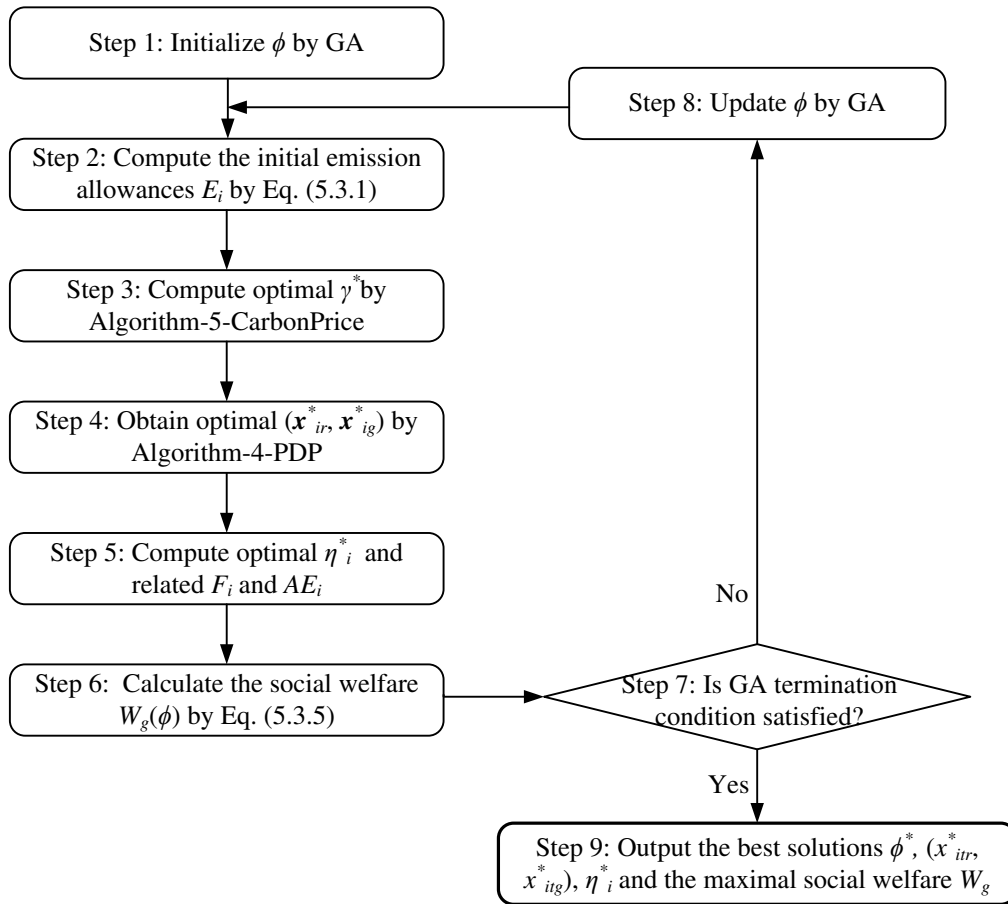 Step 1: Initialize ϕ by GA
Step 8: Update ϕ by GA
Step 2: Compute the initial emission
allowances Eᵢ by Eq. (5.3.1)
Step 3: Compute optimal γ* by
Algorithm-5-CarbonPrice
Step 4: Obtain optimal (x*ᵢᵣ, x*ig) by
Algorithm-4-PDP
Step 5: Compute optimal η*ᵢ and
related Fᵢ and AEᵢ
No
Step 6: Calculate the social welfare
Wg(ϕ) by Eq. (5.3.5)
Step 7: Is GA termination
condition satisfied?
Yes
Step 9: Output the best solutions ϕ*, (x*itr,
x*itg), η*ᵢ and the maximal social welfare Wg